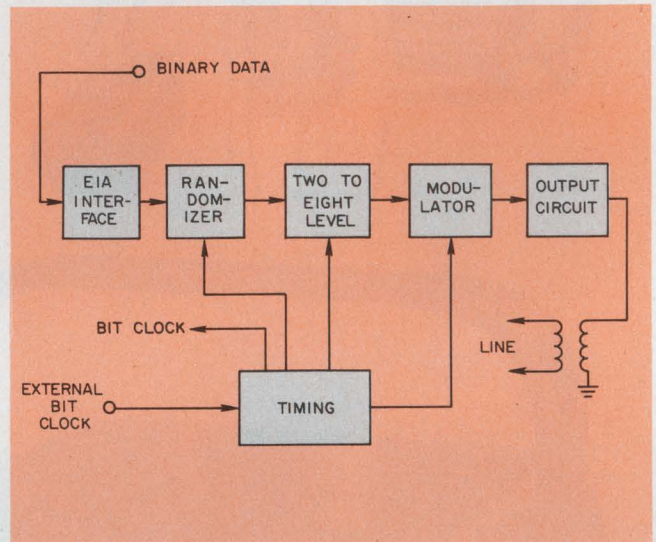 BINARY DATA
EIA
INTER-
FACE
RAN-
DOM-
IZER
TWO TO
EIGHT
LEVEL
MODU-
LATOR
OUTPUT
CIRCUIT
BIT CLOCK
LINE
EXTERNAL
BIT
CLOCK
TIMING